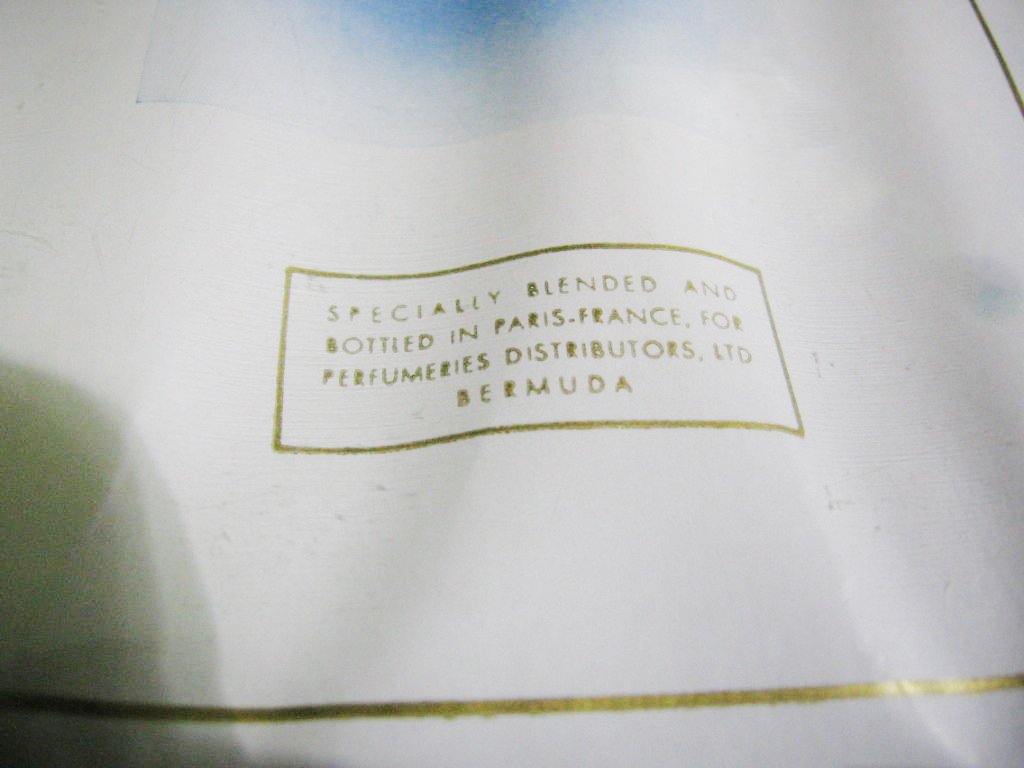 SPECIALLY BLENDED AND
BOTTLED IN PARIS-FRANCE, FOR
PERFUMERIES DISTRIBUTORS, LTD
BERMUDA